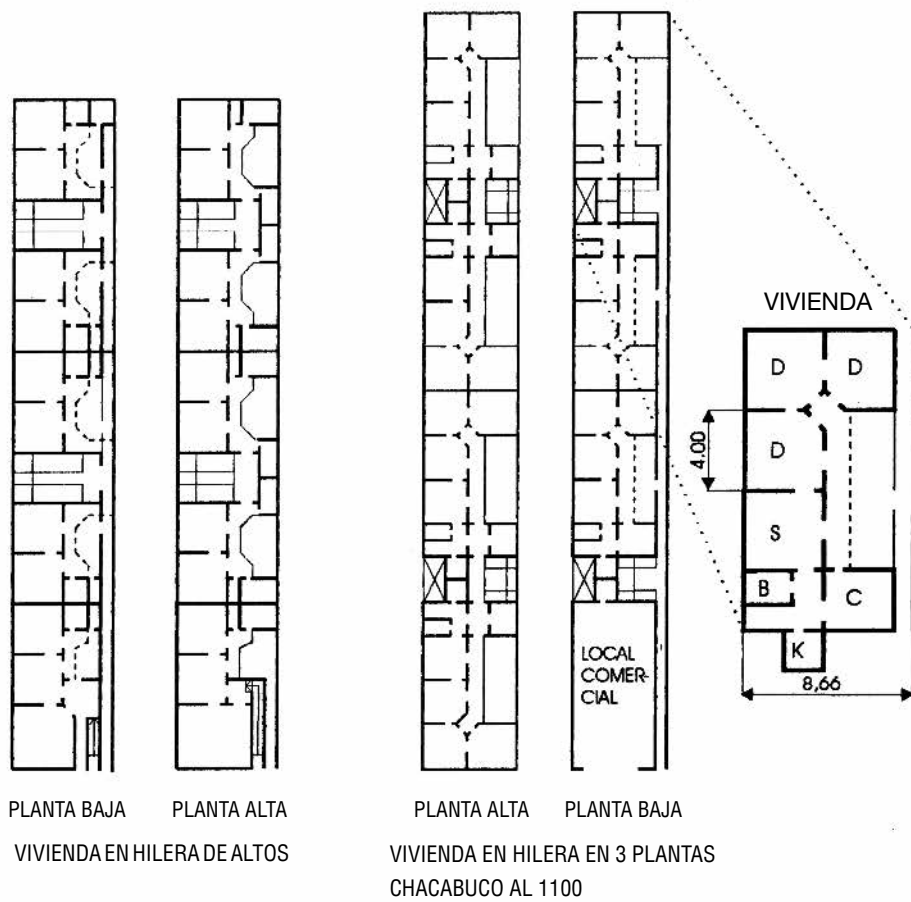 VIVIENDA
D
D
D
4.00
S
B
C
K
8,66
LOCAL
COMER-
CIAL
PLANTA BAJA
PLANTA ALTA
PLANTA ALTA
PLANTA BAJA
VIVIENDA EN HILERA DE ALTOS
VIVIENDA EN HILERA EN 3 PLANTAS
CHACABUCO AL 1100